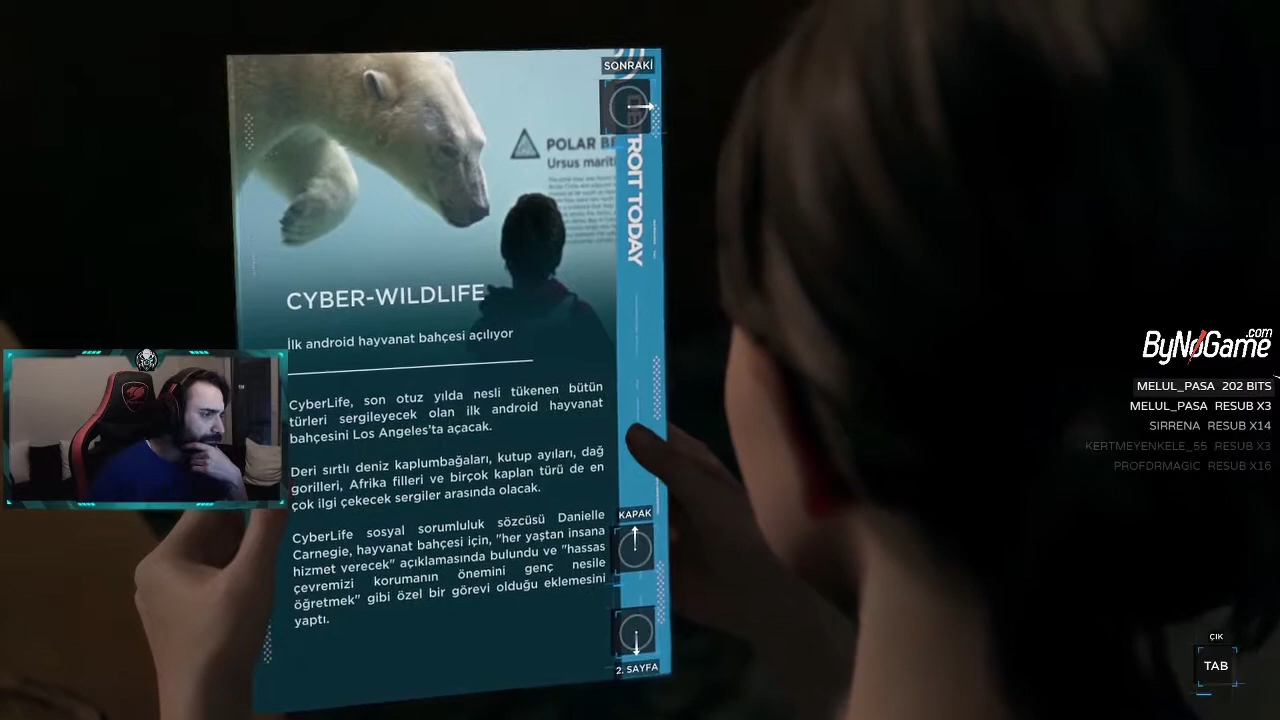 SONRAKİ
POLAR
Ursus
ROIT TODAY
CYBER-WILDLIFE
İlk android hayvanat bahçesi açılıyor
CyberLife, son otuz yılda nesli tükenen bütün
türleri sergileyecek olan ilk android hayvanat
bahçesini Los Angeles'ta açacak.
Deri sırtlı deniz kaplumbağaları, kutup ayıları, dağ
gorilleri, Afrika filleri ve birçok kaplan türü de en
çok ilgi çekecek sergiler arasında olacak.
CyberLife sosyal sorumluluk sözcüsü Danielle
Carnegie, hayvanat bahçesi için, "her yaştan insana
hizmet verecek" açıklamasında bulundu ve "hassas
çevremizi korumanın önemini genç nesile
öğretmek" gibi özel bir görevi olduğu eklemesini
yaptı.
KAPAK
2. SAYFA
ByNoGame.com
MELUL_PASA 202 BITS
MELUL_PASA RESUB X3
SIRRENA RESUB X14
KERTMEYENKELE_55 RESUB X3
PROFDRMAGIC RESUB X16
ÇIK
TAB